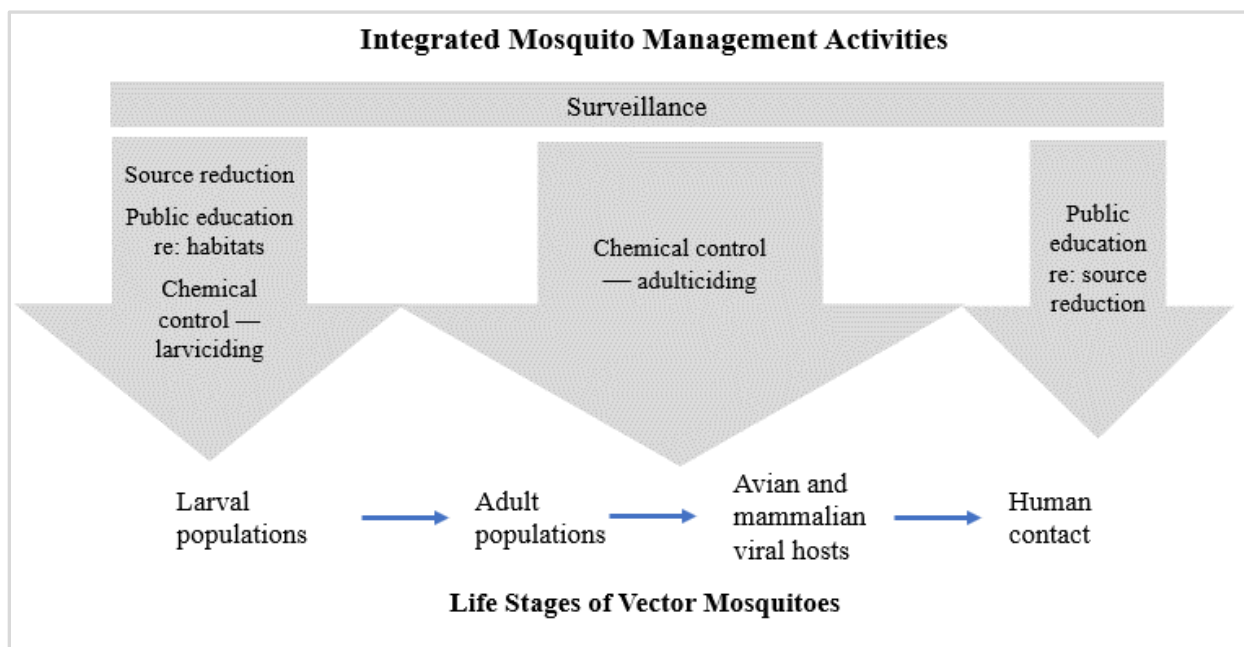 Integrated Mosquito Management Activities
Surveillance
Source reduction
Public education
re: habitats
Chemical
control —
larviciding
Chemical control
— adulticiding
Public
education
re: source
reduction
Larval
populations
Adult
populations
Avian and
mammalian
viral hosts
Human
contact
Life Stages of Vector Mosquitoes